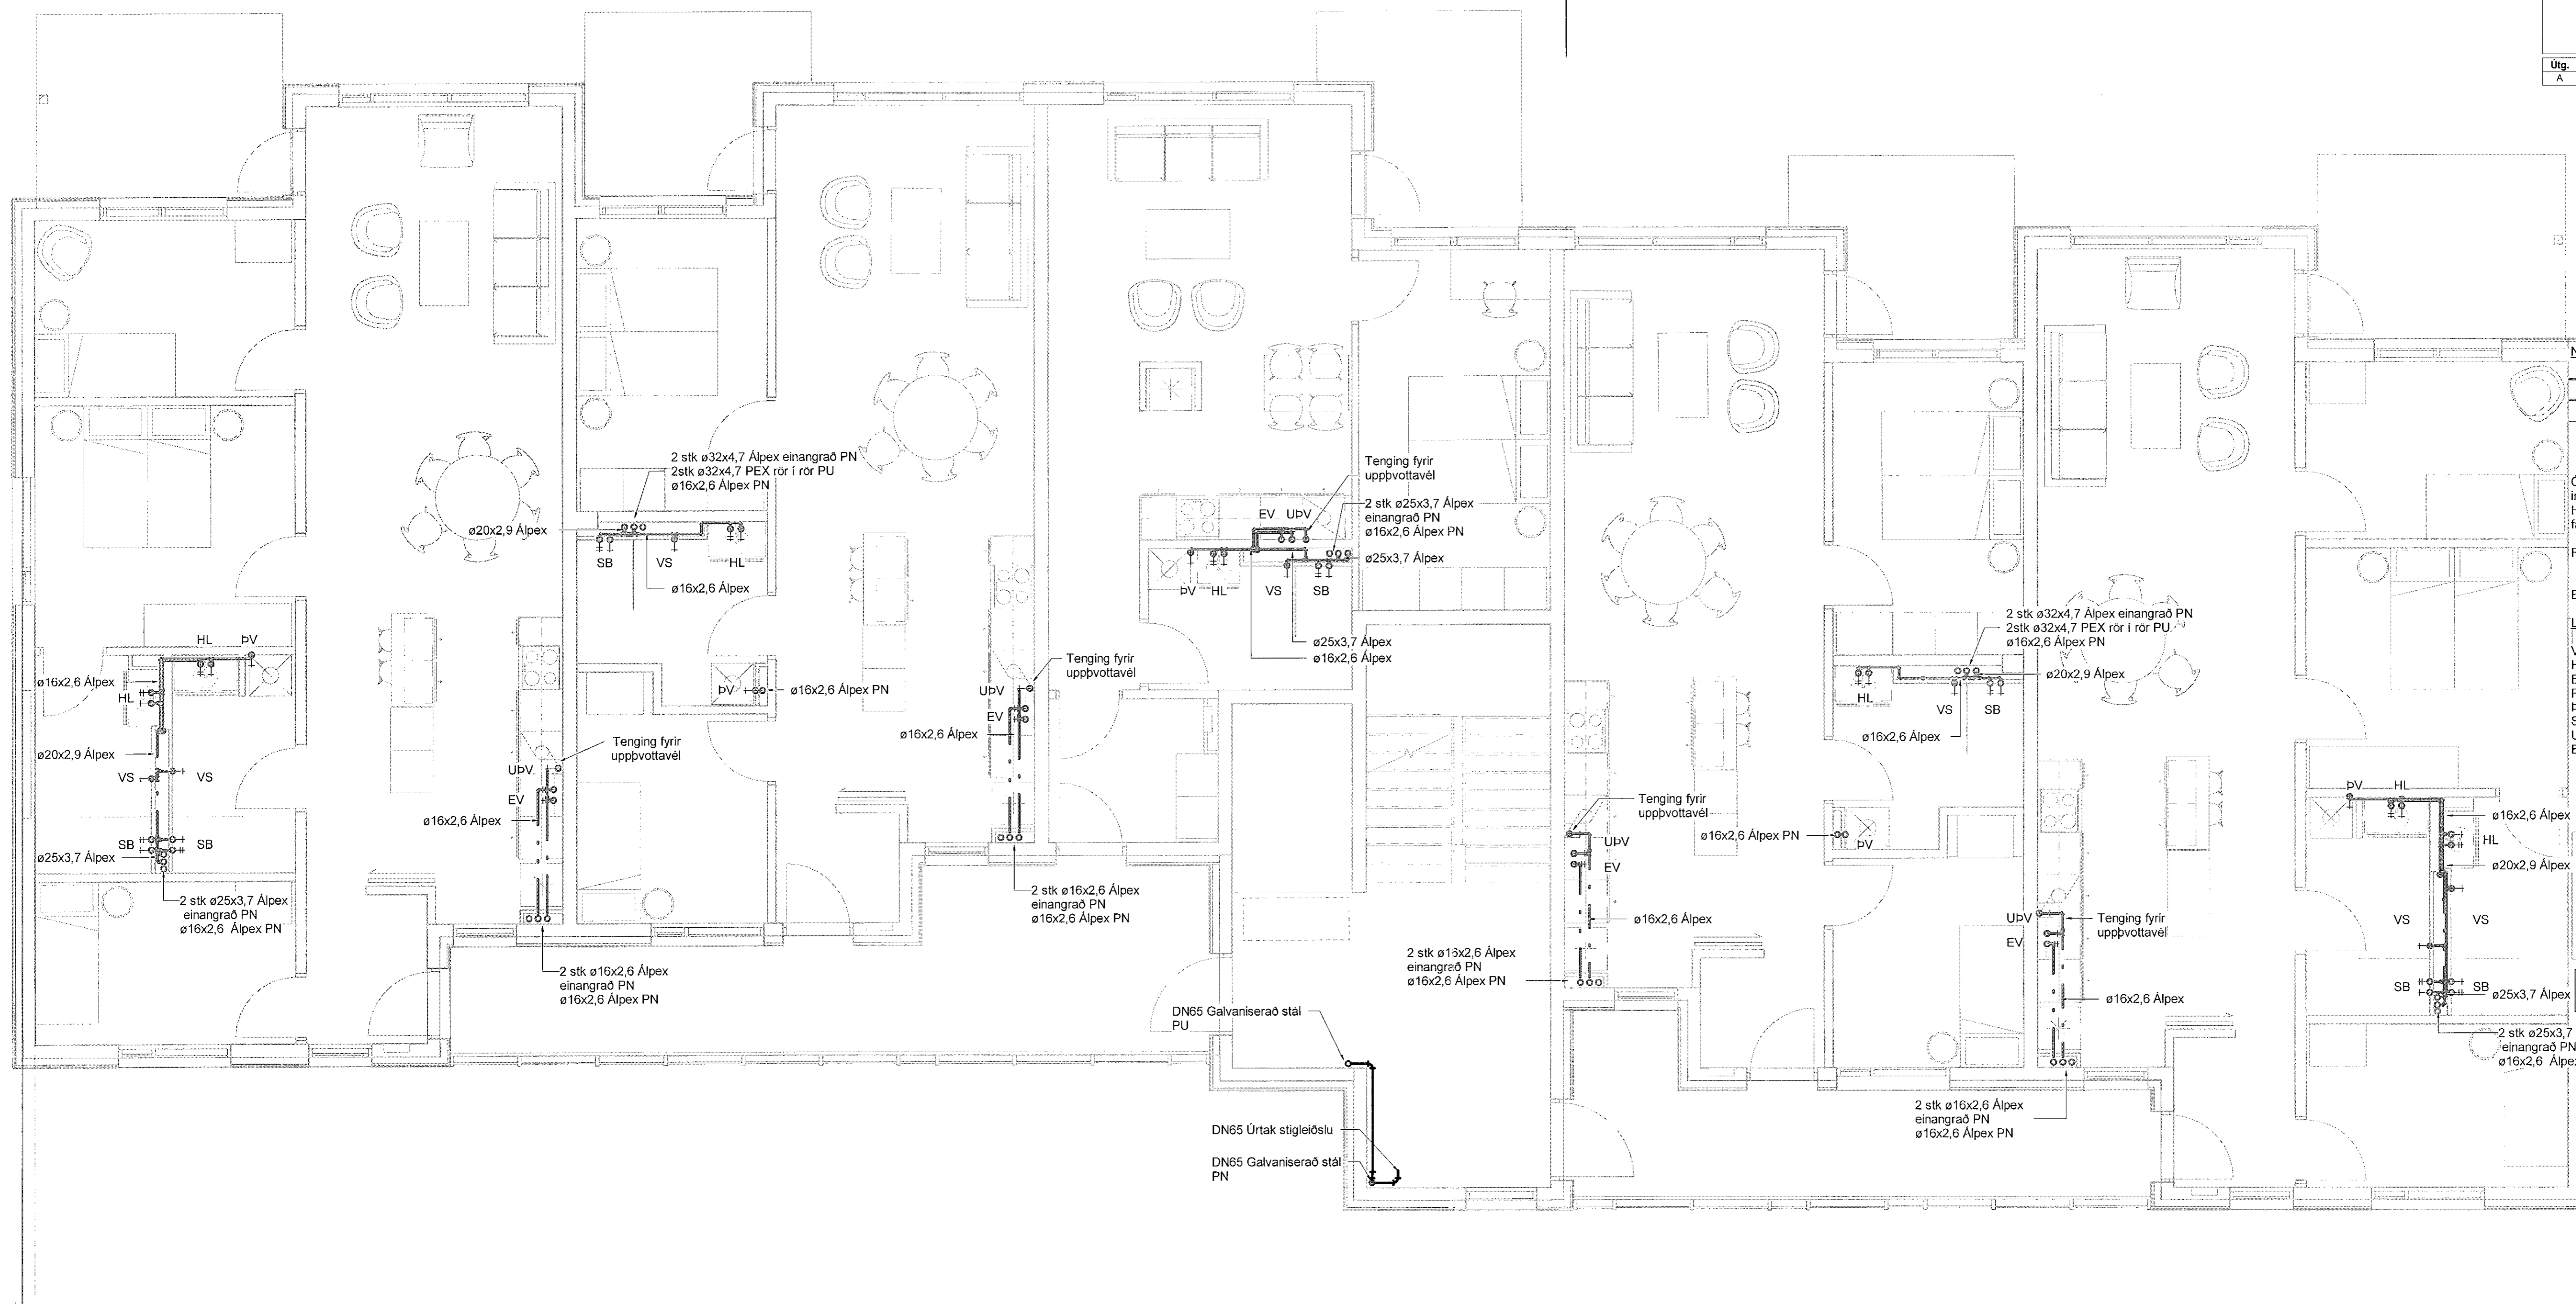 Útg.
A
2 stk ø32x4,7 Álpex einangrað PN
2stk ø32x4,7 PEX rör í rör PU
ø16x2,6 Álpex PN
ø20x2,9 Álpex
SB
VS
HL
ø16x2,6 Álpex
Tenging fyrir
uppþvottavél
EV
UÞV
2 stk ø25x3,7 Álpex
einangrað PN
ø16x2,6 Álpex PN
ø25x3,7 Álpex
ÞV
HL
VS
SB
ø25x3,7 Álpex
ø16x2,6 Álpex
HL
ÞV
ø16x2,6 Álpex
HL
ø20x2,9 Álpex
VS
VS
SB
SB
ø25x3,7 Álpex
2 stk ø25x3,7 Álpex
einangrað PN
ø16x2,6 Álpex PN
Tenging fyrir
uppþvottavél
UÞV
EV
ø16x2,6 Álpex
2 stk ø16x2,6 Álpex
einangrað PN
ø16x2,6 Álpex PN
ÞV
ø16x2,6 Álpex PN
Tenging fyrir
uppþvottavél
UÞV
EV
ø16x2,6 Álpex
2 stk ø16x2,6 Álpex
einangrað PN
ø16x2,6 Álpex PN
2 stk ø32x4,7 Álpex einangrað PN
2stk ø32x4,7 PEX rör í rör PU
ø16x2,6 Álpex PN
ø20x2,9 Álpex
HL
VS
SB
ø16x2,6 Álpex
Tenging fyrir
uppþvottavél
ø16x2,6 Álpex PN
ÞV
UÞV
EV
ø16x2,6 Álpex
2 stk ø16x2,6 Álpex
einangrað PN
ø16x2,6 Álpex PN
ÞV
HL
ø16x2,6 Álpex
HL
ø20x2,9 Álpex
VS
VS
UÞV
Tenging fyrir
uppþvottavél
EV
SB
SB
ø25x3,7 Álpex
ø16x2,6 Álpex
2 stk ø25x3,7
einangrað PN
ø16x2,6
2 stk ø16x2,6 Álpex
einangrað PN
ø16x2,6 Álpex PN
DN65 Galvaniserað stál
PU
DN65 Úrtak stigleiðslu
DN65 Galvaniserað stál
PN